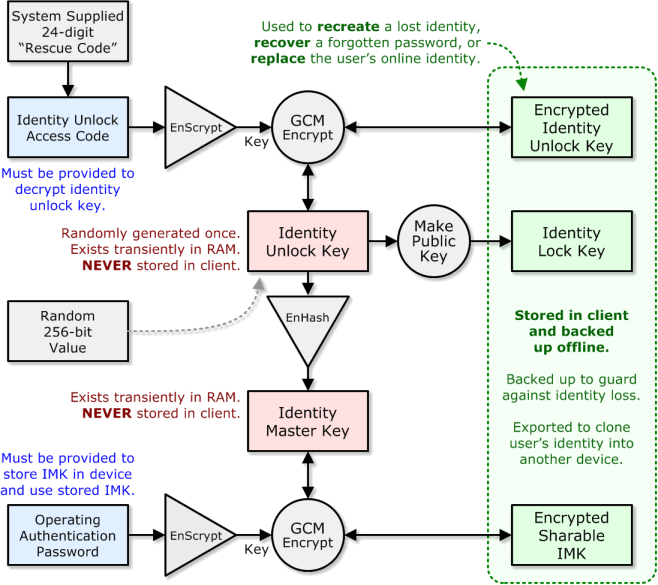 System Supplied
24-digit
“Rescue Code”
Used to recreate a lost identity,
recover a forgotten password, or
replace the user’s online identity.
Identity Unlock
Access Code
EnScrypt
Key
GCM
Encrypt
Encrypted
Identity
Unlock Key
Must be provided to
decrypt identity
unlock key.
Randomly generated once.
Exists transiently in RAM.
NEVER stored in client.
Identity
Unlock Key
Make
Public
Key
Identity
Lock Key
Random
256-bit
Value
EnHash
Stored in client
and backed
up offline.
Backed up to guard
against identity loss.
Exported to clone
user’s identity into
another device.
Exists transiently in RAM.
NEVER stored in client.
Identity
Master Key
Must be provided to
store IMK in device
and use stored IMK.
Operating
Authentication
Password
EnScrypt
Key
GCM
Encrypt
Encrypted
Sharable
IMK